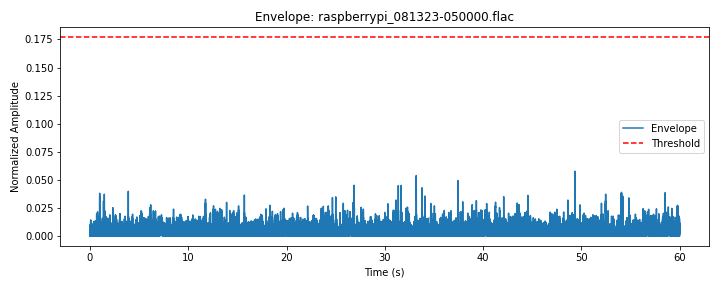 Envelope: raspberrypi_081323-050000.flac
Normalized Amplitude
0.175
0.150
0.125
0.100
0.075
0.050
0.025
0.000
Envelope
Threshold
0 10 20 30 40 50 60
Time (s)